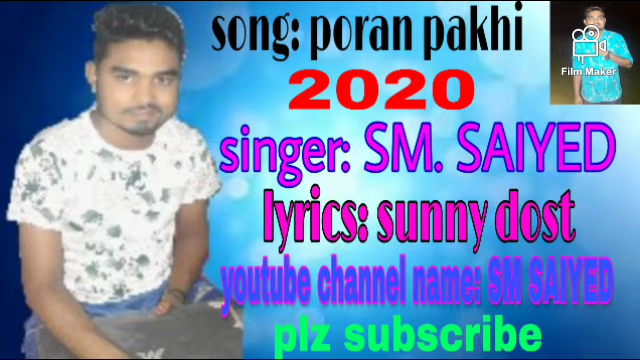 song: poran pakhi
2020
Film Maker
singer: SM. SAIYED
lyrics: sunny dost
youtube channel name: SM SAIYED
plz subscribe